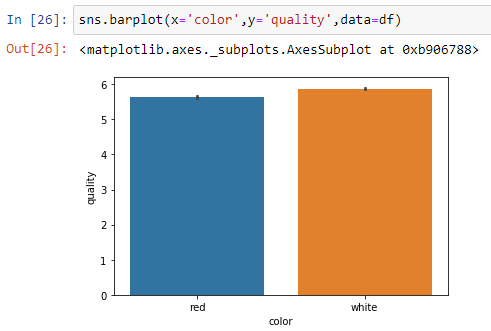 In [26]: sns.barplot(x='color',y='quality',data=df)
Out[26]: <matplotlib.axes._subplots.AxesSubplot at 0xb906788>
6
5
4
3
2
1
0
quality
red white
color